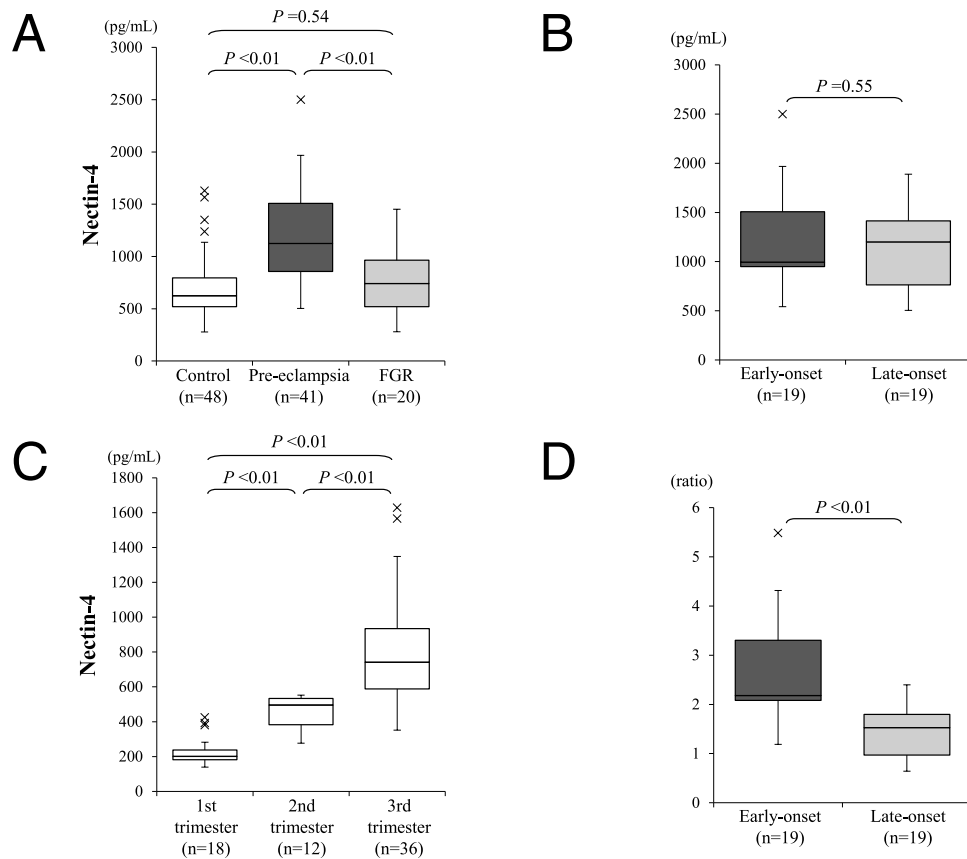 A
(pg/mL)
P =0.54
P <0.01
P <0.01
3000
2500
2000
1500
1000
500
0
Nectin-4
Control
(n=48)
Pre-eclampsia
(n=41)
FGR
(n=20)
B
(pg/mL)
P =0.55
3000
2500
2000
1500
1000
500
0
Early-onset
(n=19)
Late-onset
(n=19)
C
(pg/mL)
P <0.01
P <0.01
P <0.01
1800
1600
1400
1200
1000
800
600
400
200
0
Nectin-4
1st
trimester
(n=18)
2nd
trimester
(n=12)
3rd
trimester
(n=36)
D
(ratio)
P <0.01
6
5
4
3
2
1
0
Early-onset
(n=19)
Late-onset
(n=19)